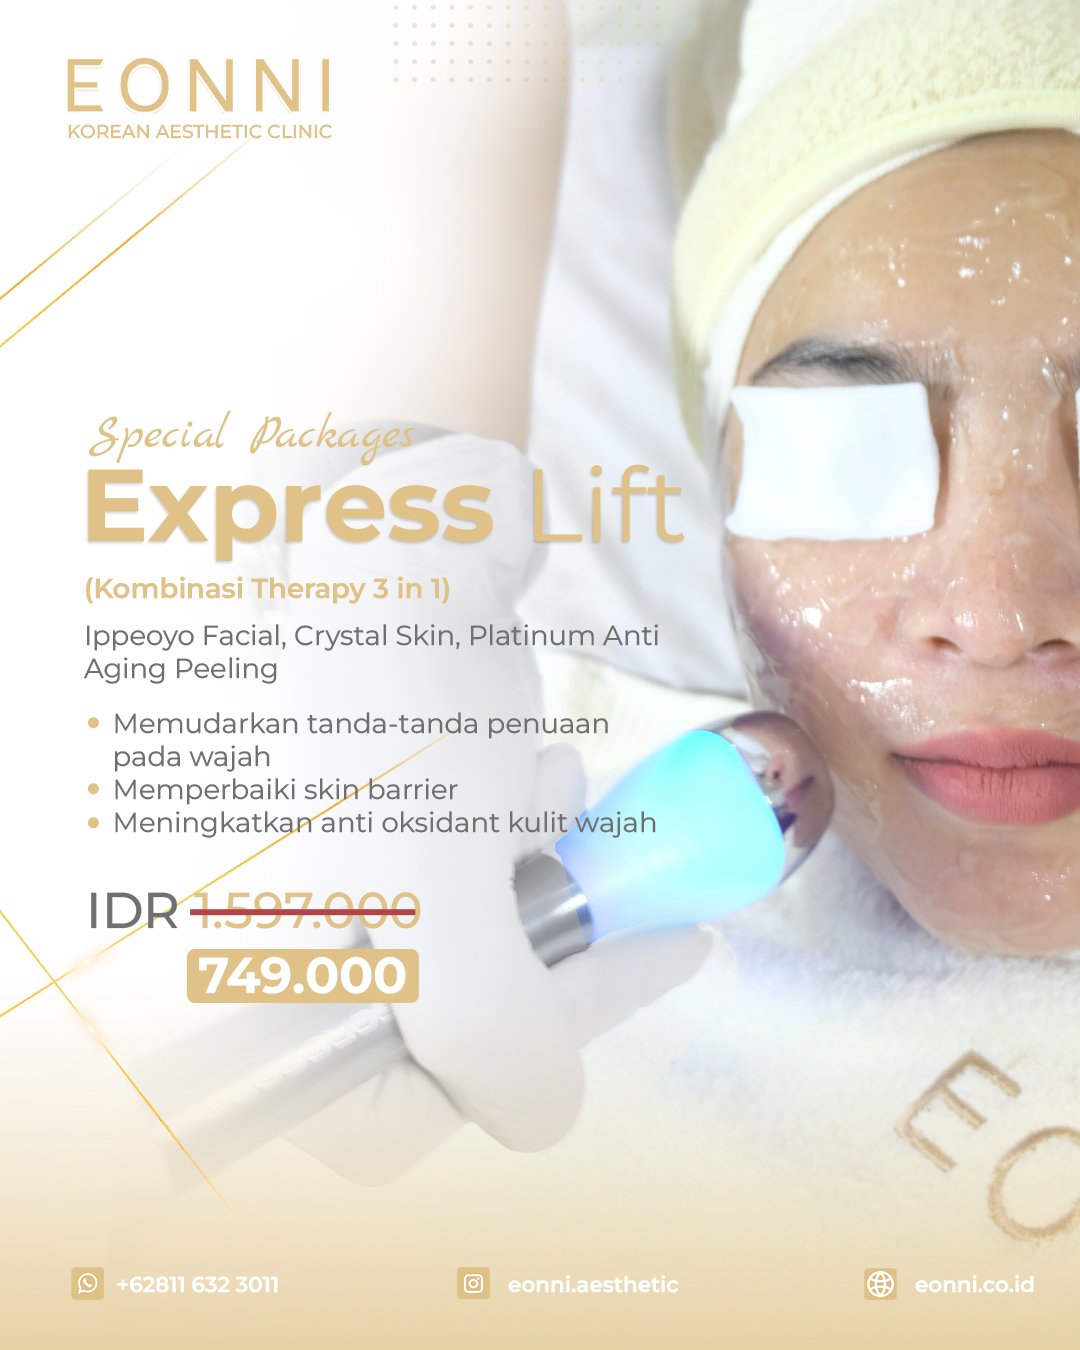 EONNI
KOREAN AESTHETIC CLINIC
Special Packages
Express Lift
(Kombinasi Therapy 3 in 1)
Ippeoyo Facial, Crystal Skin, Platinum Anti
Aging Peeling
Memudarkan tanda-tanda penuaan
pada wajah
Memperbaiki skin barrier
Meningkatkan anti oksidant kulit wajah
IDR 1.597.000
749.000
EO
+62811 632 3011
eonni.aesthetic
eonni.co.id